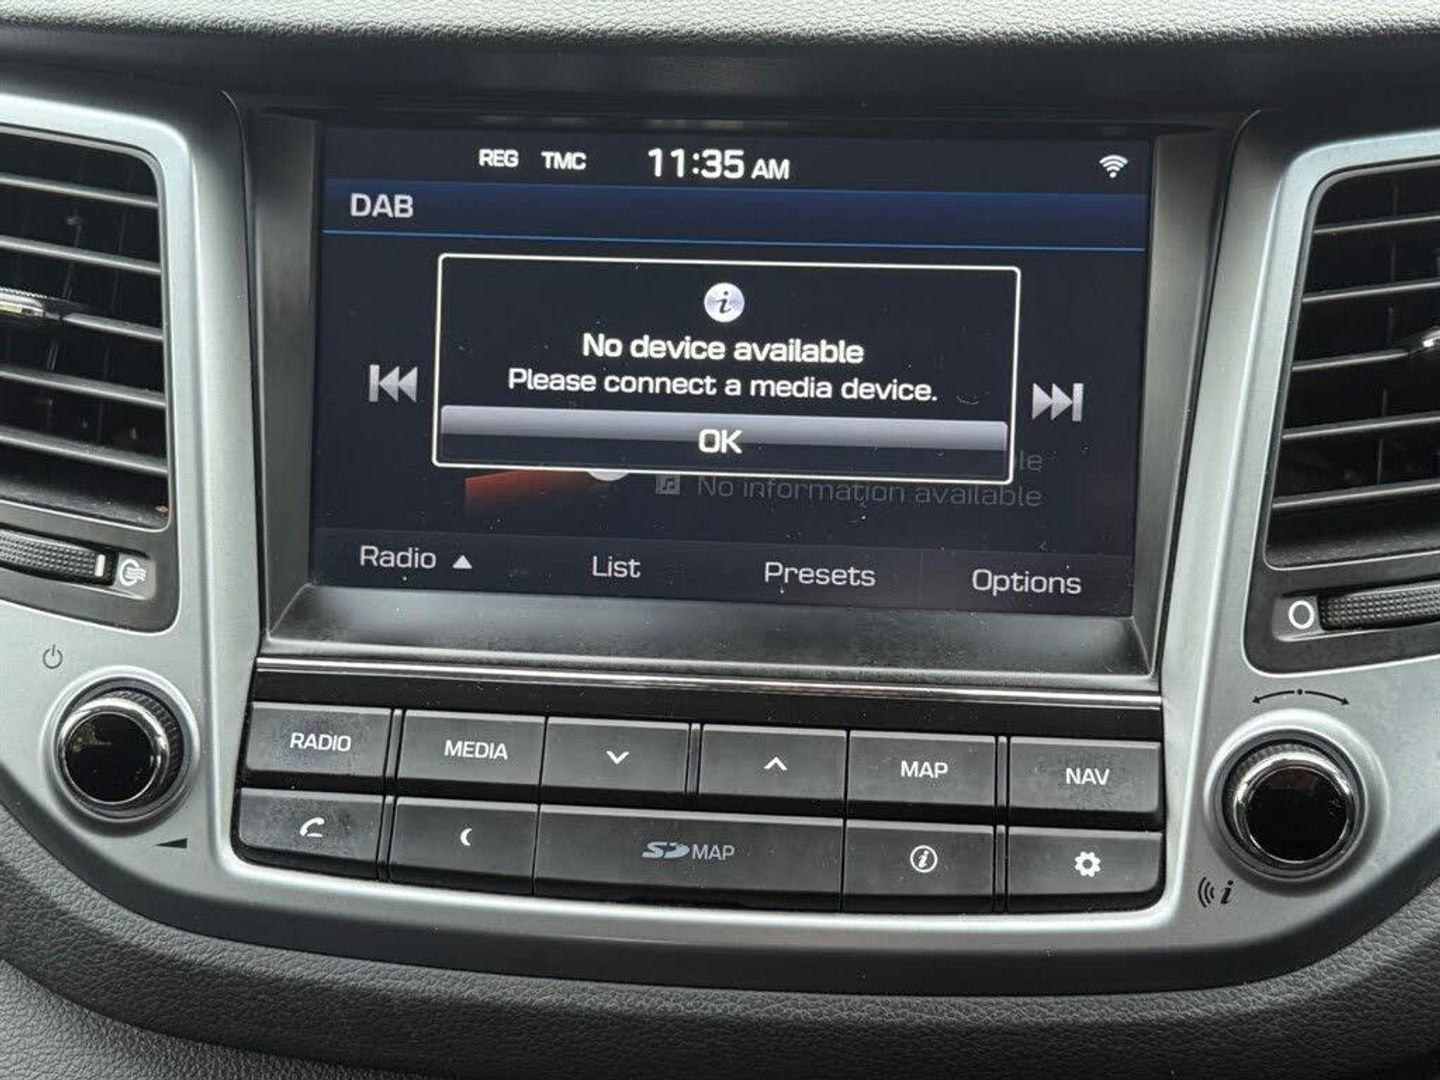 REG TMC 11:35 AM
DAB
No device available
Please connect a media device.
OK
No information available
Radio ▲ List Presets Options
RADIO MEDIA MAP NAV
SD MAP
i